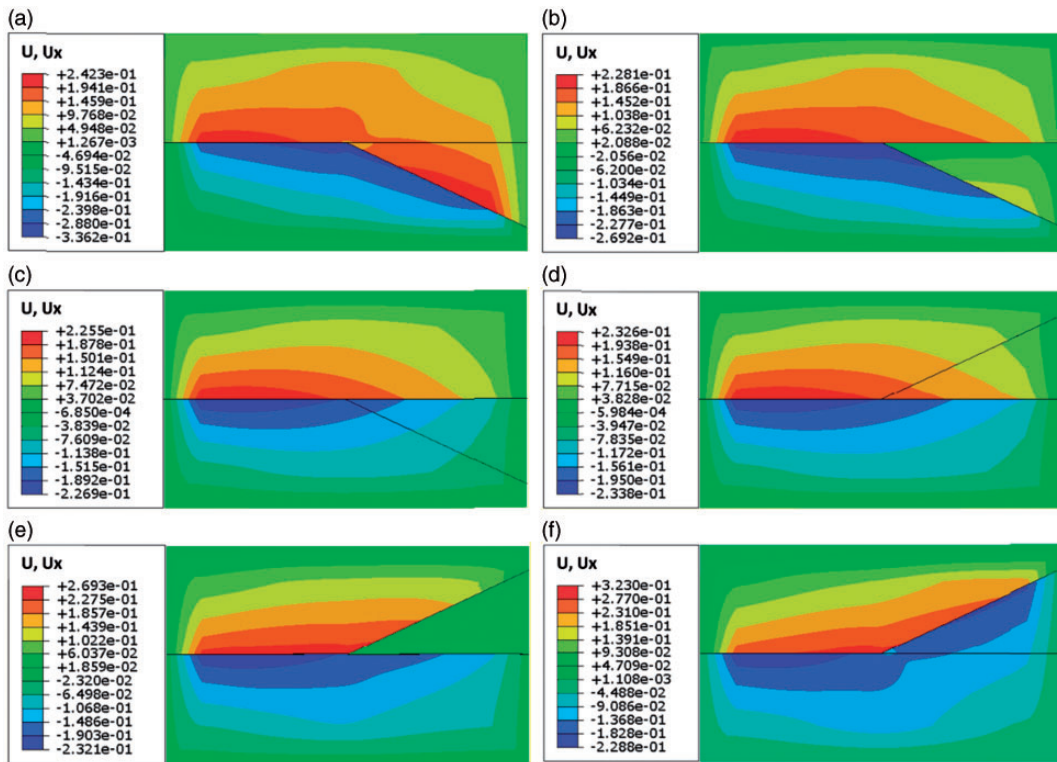 (a)
U, Ux
+2.423e-01
+1.941e-01
+1.459e-01
+9.768e-02
+4.948e-02
+1.267e-03
-4.694e-02
-9.515e-02
-1.434e-01
-1.916e-01
-2.398e-01
-2.880e-01
-3.362e-01
(b)
U, Ux
+2.281e-01
+1.866e-01
+1.452e-01
+1.038e-01
+6.232e-02
+2.088e-02
-2.056e-02
-6.200e-02
-1.034e-01
-1.449e-01
-1.863e-01
-2.277e-01
-2.692e-01
(c)
U, Ux
+2.255e-01
+1.878e-01
+1.501e-01
+1.124e-01
+7.472e-02
+3.702e-02
-6.850e-04
-3.839e-02
-7.609e-02
-1.138e-01
-1.515e-01
-1.892e-01
-2.269e-01
(d)
U, Ux
+2.326e-01
+1.938e-01
+1.549e-01
+1.160e-01
+7.715e-02
+3.828e-02
-5.984e-04
-3.947e-02
-7.835e-02
-1.172e-01
-1.561e-01
-1.950e-01
-2.338e-01
(e)
U, Ux
+2.693e-01
+2.275e-01
+1.857e-01
+1.439e-01
+1.022e-01
+6.037e-02
+1.859e-02
-2.320e-02
-6.498e-02
-1.068e-01
-1.486e-01
-1.903e-01
-2.321e-01
(f)
U, Ux
+3.230e-01
+2.770e-01
+2.310e-01
+1.851e-01
+1.391e-01
+9.308e-02
+4.709e-02
+1.108e-03
-4.488e-02
-9.086e-02
-1.368e-01
-1.828e-01
-2.288e-01